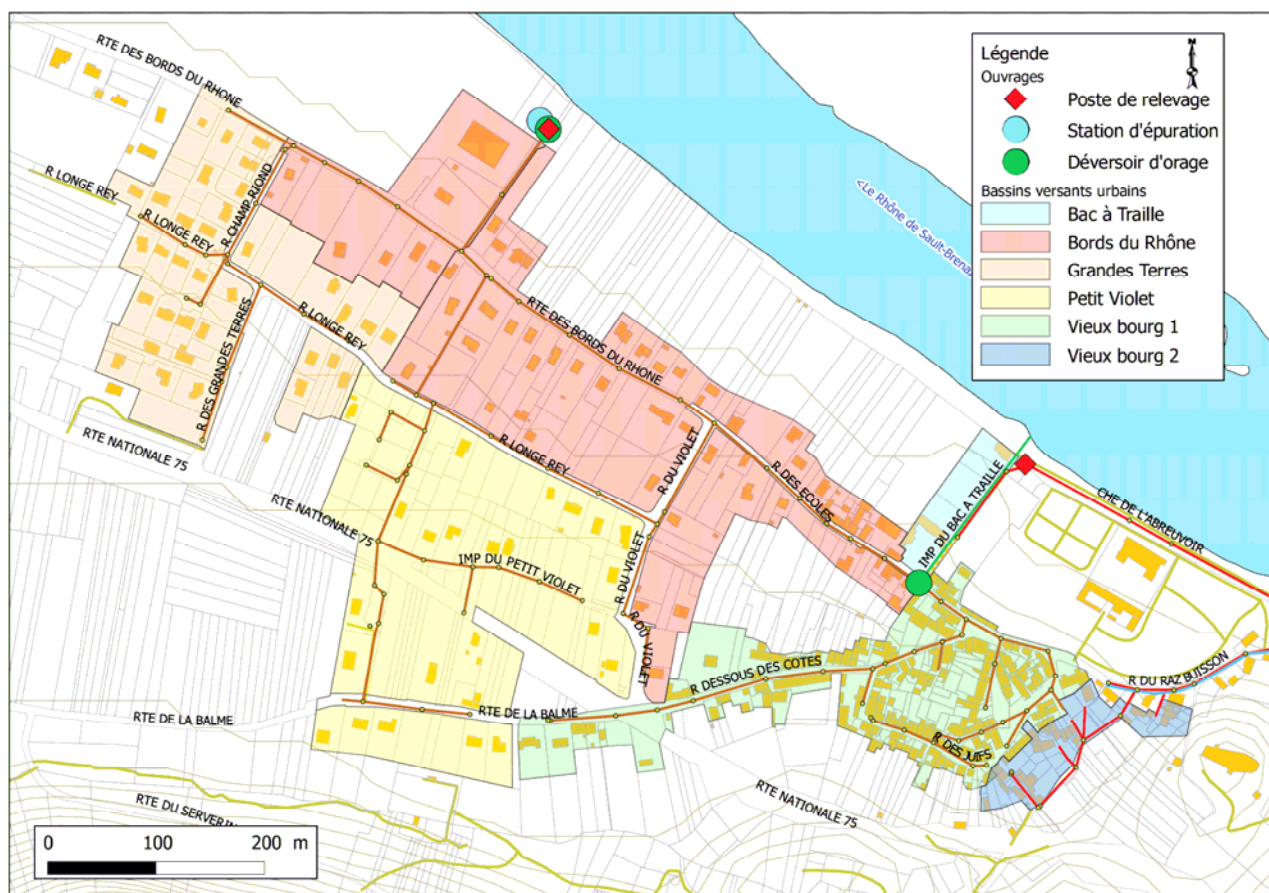 Légende
Ouvrages
N
Poste de relevage
Station d'épuration
Déversoir d'orage
Bassins versants urbains
Bac à Traille
Bords du Rhône
Grandes Terres
Petit Violet
Vieux bourg 1
Vieux bourg 2
RTE DES BORDS DU RHONE
R LONGE REY
R LONGE REY
R CHAMP RIOND
R LONGE REY
R DES GRANDES TERRES
RTE NATIONALE 75
<Le Rhône de Sault-Brenaz
RTE DES BORDS DU RHONE
R LONGE REY
R DU VIOLET
RTE NATIONALE 75
R DES ECOLES
IMP DU BAC A TRAILLE
CHE DE L'ABREUVOIR
IMP DU PETIT VIOLET
R DU VIOLET
R DU VIOLET
R DESSOUS DES COTES
R DU RAZ BUISSON
RTE DE LA BALME
RTE DE LA BALME
R DES JUIFS
RTE NATIONALE 75
RTE DU SERVERIN
0 100 200 m